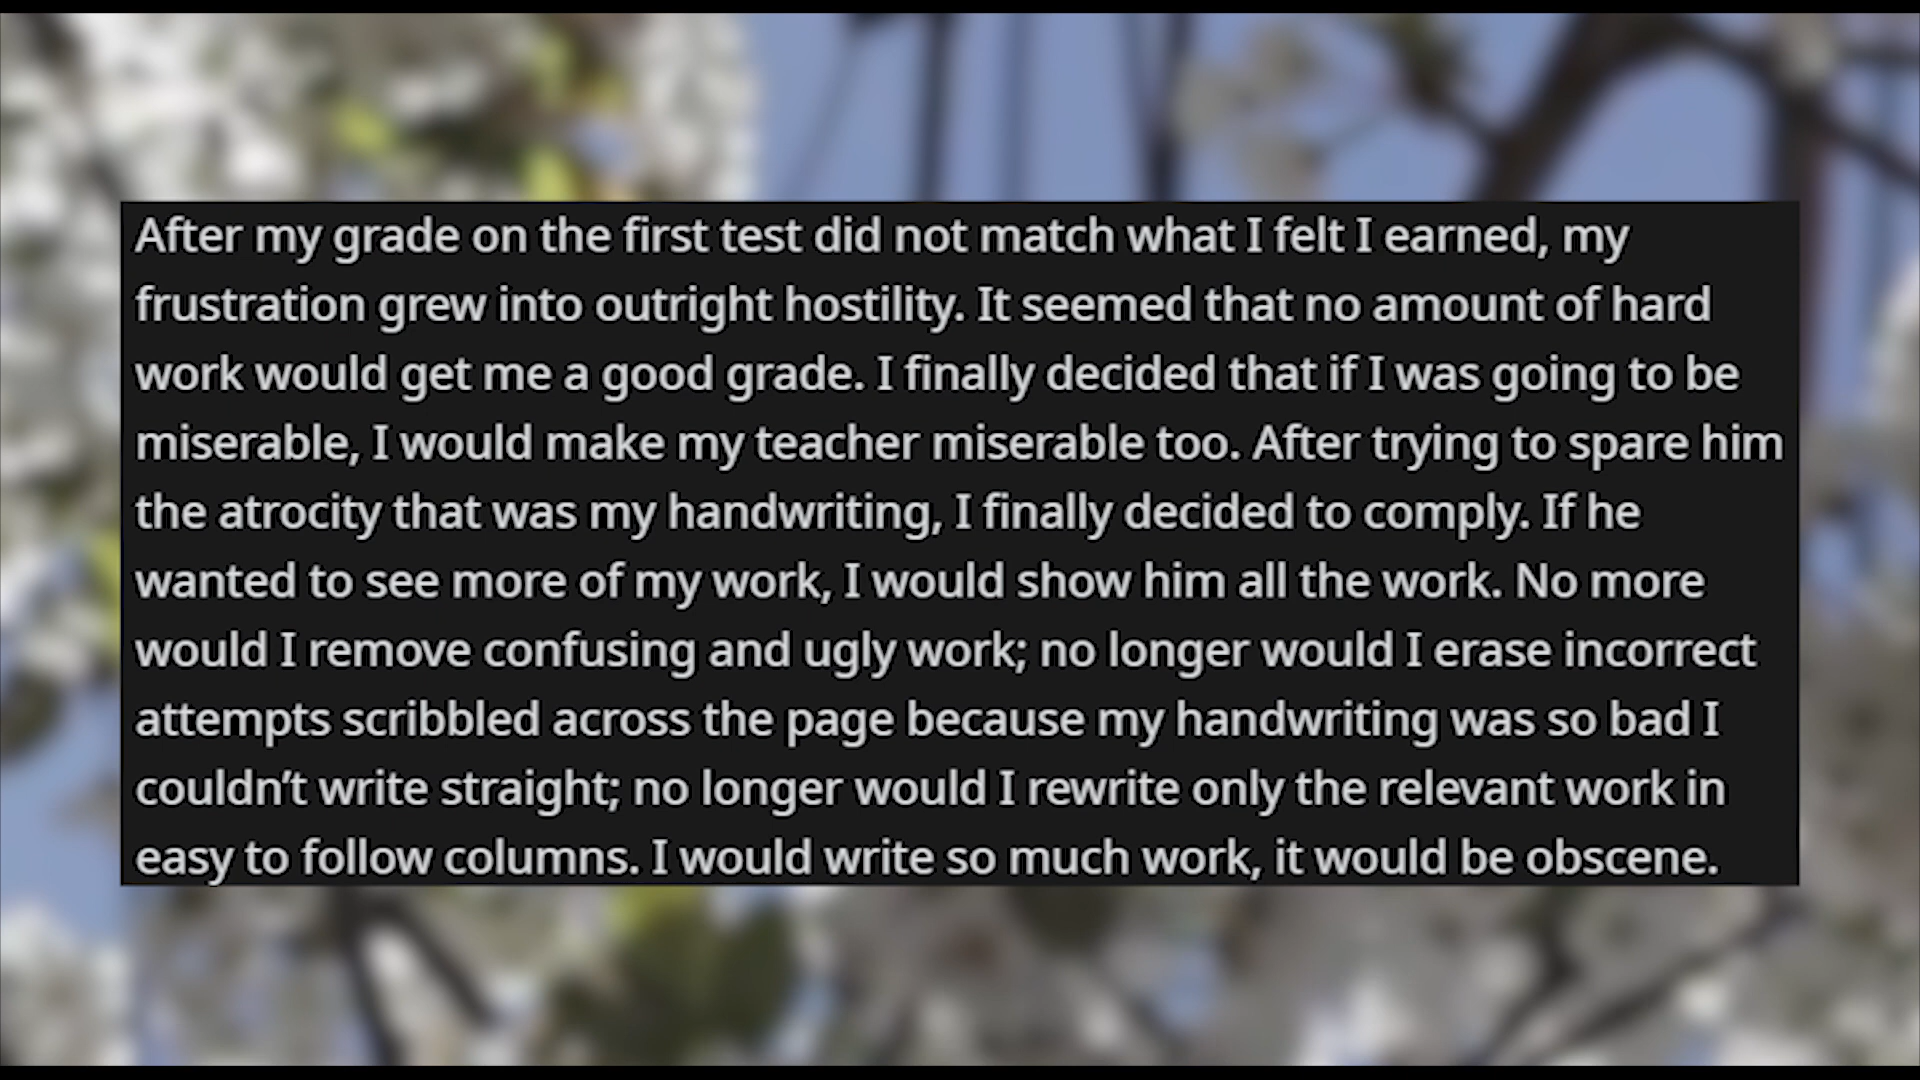 After my grade on the first test did not match what I felt I earned, my
frustration grew into outright hostility. It seemed that no amount of hard
work would get me a good grade. I finally decided that if I was going to be
miserable, I would make my teacher miserable too. After trying to spare him
the atrocity that was my handwriting, I finally decided to comply. If he
wanted to see more of my work, I would show him all the work. No more
would I remove confusing and ugly work; no longer would I erase incorrect
attempts scribbled across the page because my handwriting was so bad I
couldn’t write straight; no longer would I rewrite only the relevant work in
easy to follow columns. I would write so much work, it would be obscene.